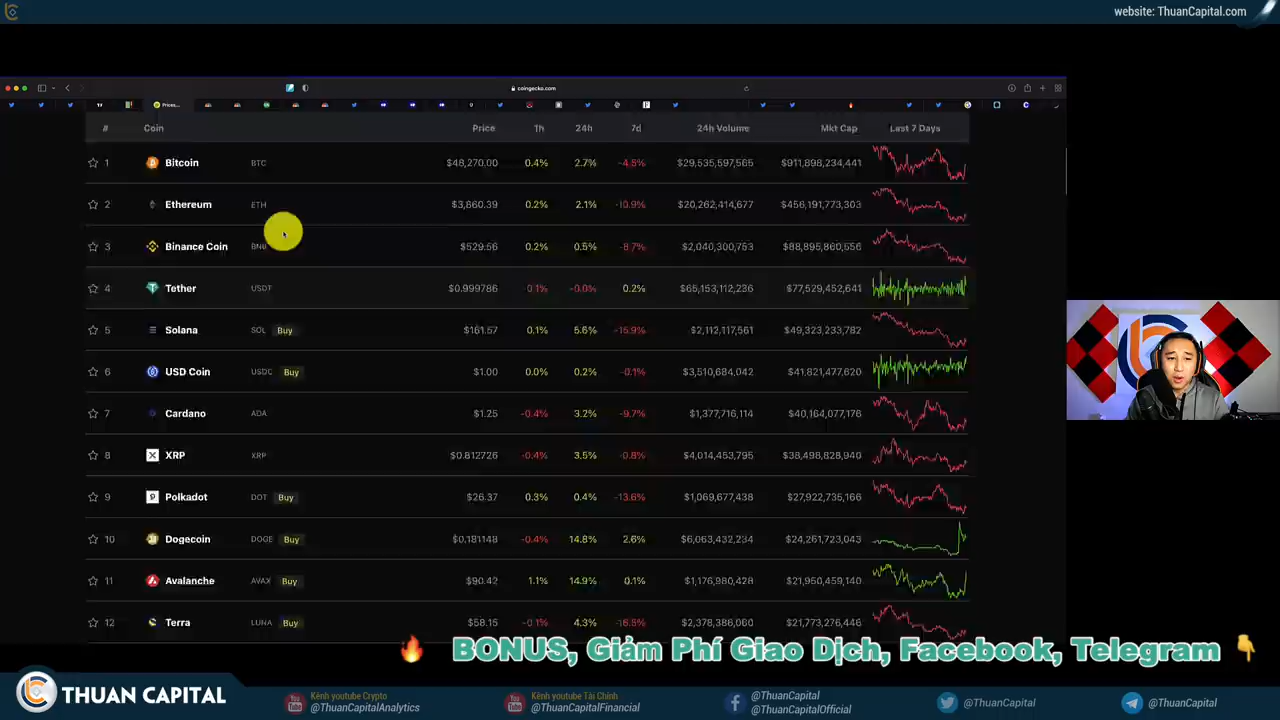 website: ThuanCapital.com
coingecko.com
Prices...
# Coin Price 1h 24h 7d 24h Volume Mkt Cap Last 7 Days
1 Bitcoin BTC $48,270.00 0.4% 2.7% -4.5% $29,535,597,565 $911,898,234,441
2 Ethereum ETH $3,860.39 0.2% 2.1% -10.9% $20,262,414,677 $456,191,773,303
3 Binance Coin BNB $529.56 0.2% 0.5% -8.7% $2,040,300,753 $88,895,860,556
4 Tether USDT $0.999786 0.1% -0.0% 0.2% $65,153,112,236 $77,529,452,641
5 Solana SOL Buy $161.57 0.1% 5.6% -15.9% $2,112,117,561 $49,323,233,782
6 USD Coin USDC Buy $1.00 0.0% 0.2% -0.1% $3,510,684,042 $41,821,477,620
7 Cardano ADA $1.25 -0.4% 3.2% -9.7% $1,377,716,114 $40,164,077,176
8 XRP XRP $0.812726 -0.4% 3.5% -0.8% $4,014,453,795 $38,498,828,940
9 Polkadot DOT Buy $26.37 0.3% 0.4% -13.6% $1,069,677,438 $27,922,735,166
10 Dogecoin DOGE Buy $0.181148 -0.4% 14.8% 2.6% $6,063,432,234 $24,261,723,043
11 Avalanche AVAX Buy $90.42 1.1% 14.9% 0.1% $1,176,980,428 $21,950,459,140
12 Terra LUNA Buy $58.15 -0.1% 4.3% -16.5% $2,378,386,060 $21,773,276,446
BONUS, Giảm Phí Giao Dịch, Facebook, Telegram
THUAN CAPITAL
Kênh youtube Crypto
@ThuanCapitalAnalytics
Kênh youtube Tài Chính
@ThuanCapitalFinancial
@ThuanCapital
@ThuanCapitalOfficial
@ThuanCapital
@ThuanCapital